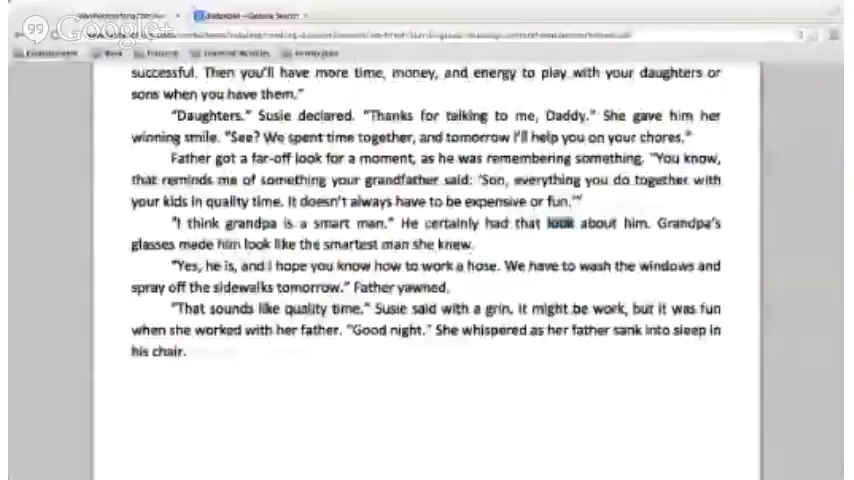 Google+
Google Search
successful. Then you'll have more time, money, and energy to play with your daughters or
sons when you have them."
"Daughters." Susie declared. "Thanks for talking to me, Daddy." She gave him her
winning smile. "See? We spent time together, and tomorrow I'll help you on your chores."
Father got a far-off look for a moment, as he was remembering something. "You know,
that reminds me of something your grandfather said: 'Son, everything you do together with
your kids in quality time. It doesn't always have to be expensive or fun.'"
"I think grandpa is a smart man." He certainly had that look about him. Grandpa's
glasses made him look like the smartest man she knew.
"Yes, he is, and I hope you know how to work a hose. We have to wash the windows and
spray off the sidewalks tomorrow." Father yawned.
"That sounds like quality time." Susie said with a grin. It might be work, but it was fun
when she worked with her father. "Good night." She whispered as her father sank into sleep in
his chair.